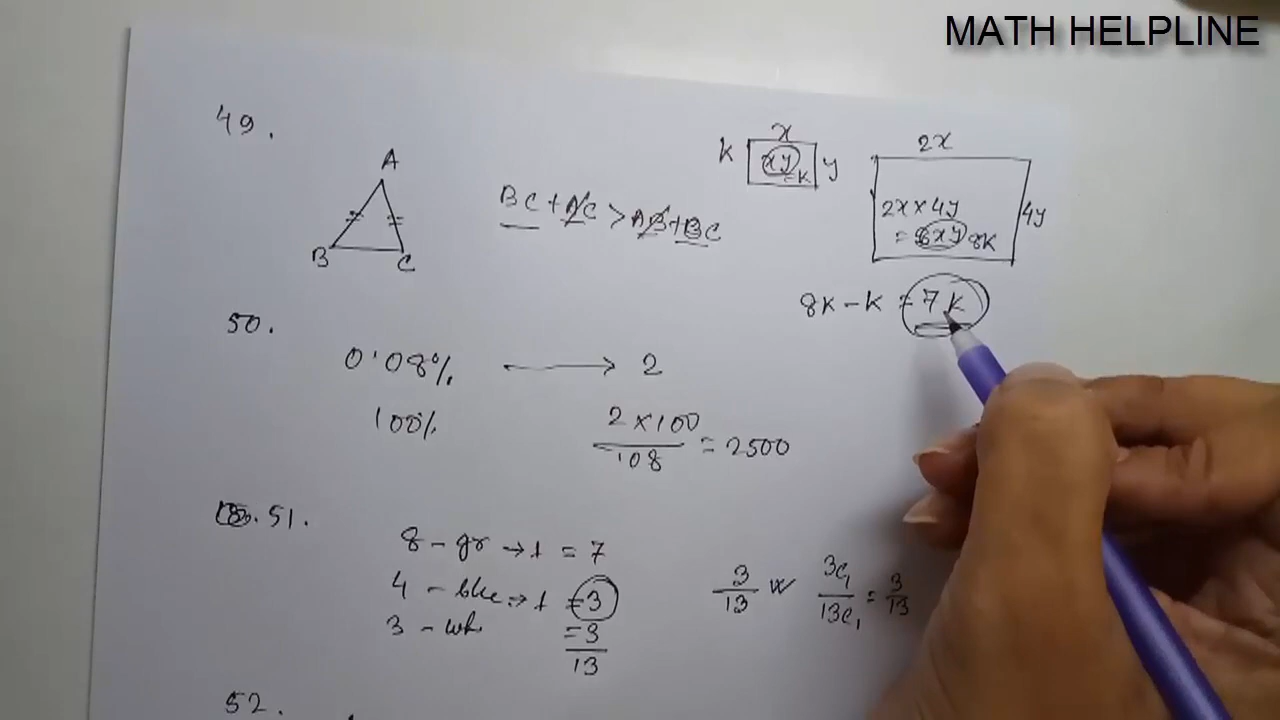 MATH HELPLINE
49.
A
B
C
BC + AC > AB + BC
x
k
xy
= k
y
2x
2x × 4y
= 8xy 8k
4y
8k - k = 7k
50.
0.08% → 2
100%
2 × 100
.08
= 2500
51.
8 - gr → 1 = 7
4 - blue → 1 = 3
3 - wh = 3
13
3
13
w
3C₁
13C₁
= 3
13
52.